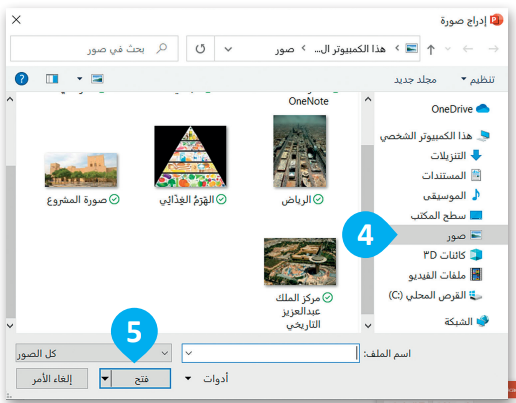 إدراج صورة
هذا الكمبيوتر ال... صور
بحث في صور
تنظيم
مجلد جديد
OneDrive
هذا الكمبيوتر الشخصي
التنزيلات
المستندات
الموسيقى
سطح المكتب
صور
كائنات 3D
ملفات الفيديو
القرص المحلي (C:)
الشبكة
OneNote
الرياض
الهَرَمُ الغِذَائِي
صورة المشروع
مركز الملك
عبدالعزيز
التاريخي
4
5
اسم الملف:
كل الصور
أدوات
فتح
إلغاء الأمر